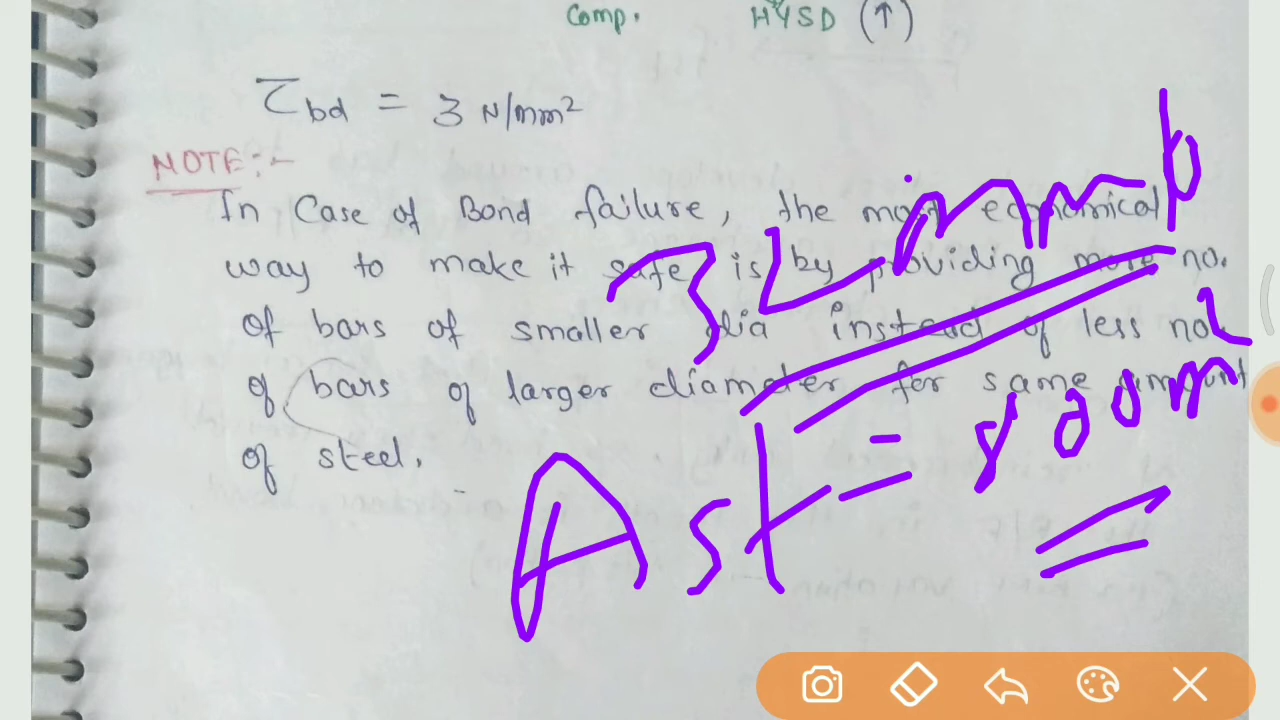 Comp. HYSD (↑)
τbd = 3 N/mm²
NOTE:-
In Case of Bond failure, the most economical
way to make it safe is by providing more no.
of bars of smaller dia instead of less no.
of bars of larger diameter for same amount
of steel.
32mm ϕ
Ast = 800m